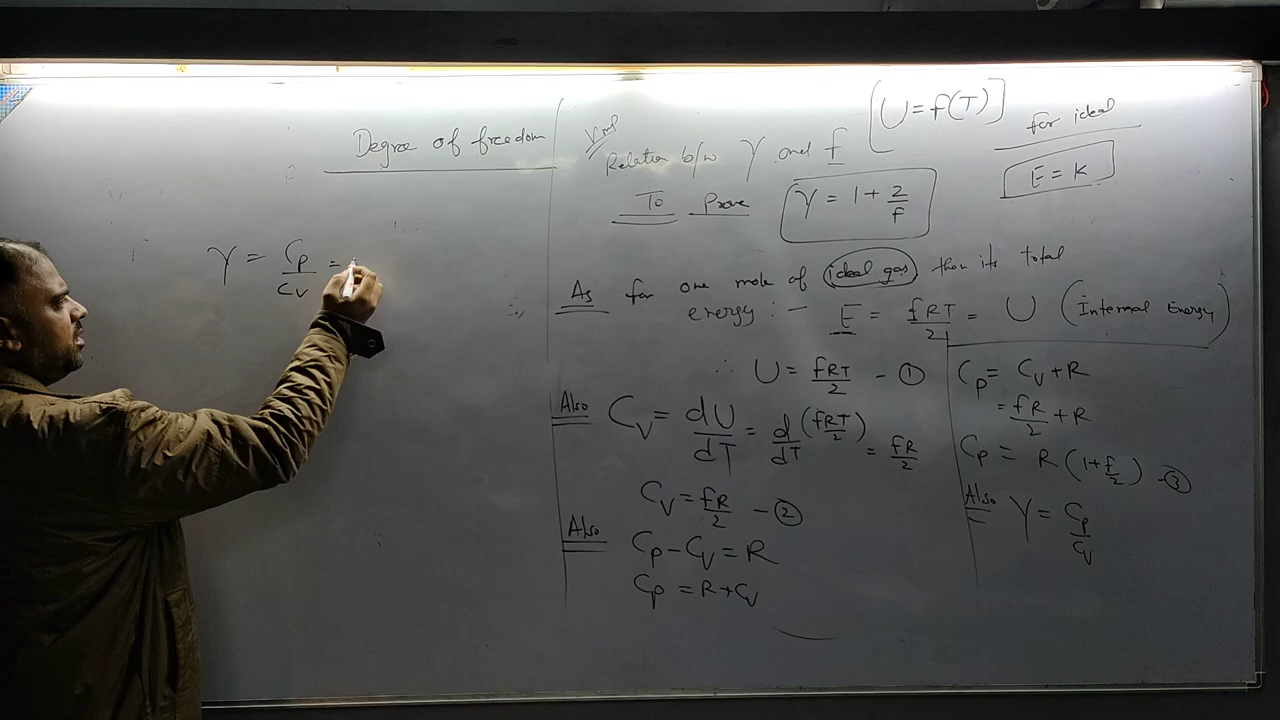 Degree of freedom
γ = Cp/Cv =
Vmf
Relation b/w γ and f
[U = f(T)]
for ideal
E = K
To Prove γ = 1 + 2/f
As for one mole of ideal gas then its total
energy :- E = fRT/2 = U (Internal Energy)
∴ U = fRT/2 - ①
Also Cv = dU/dT = d/dT (fRT/2) = fR/2
Cv = fR/2 - ②
Also Cp - Cv = R
Cp = R + Cv
Cp = Cv + R
= fR/2 + R
Cp = R (1 + f/2) - ③
Also γ = Cp/Cv